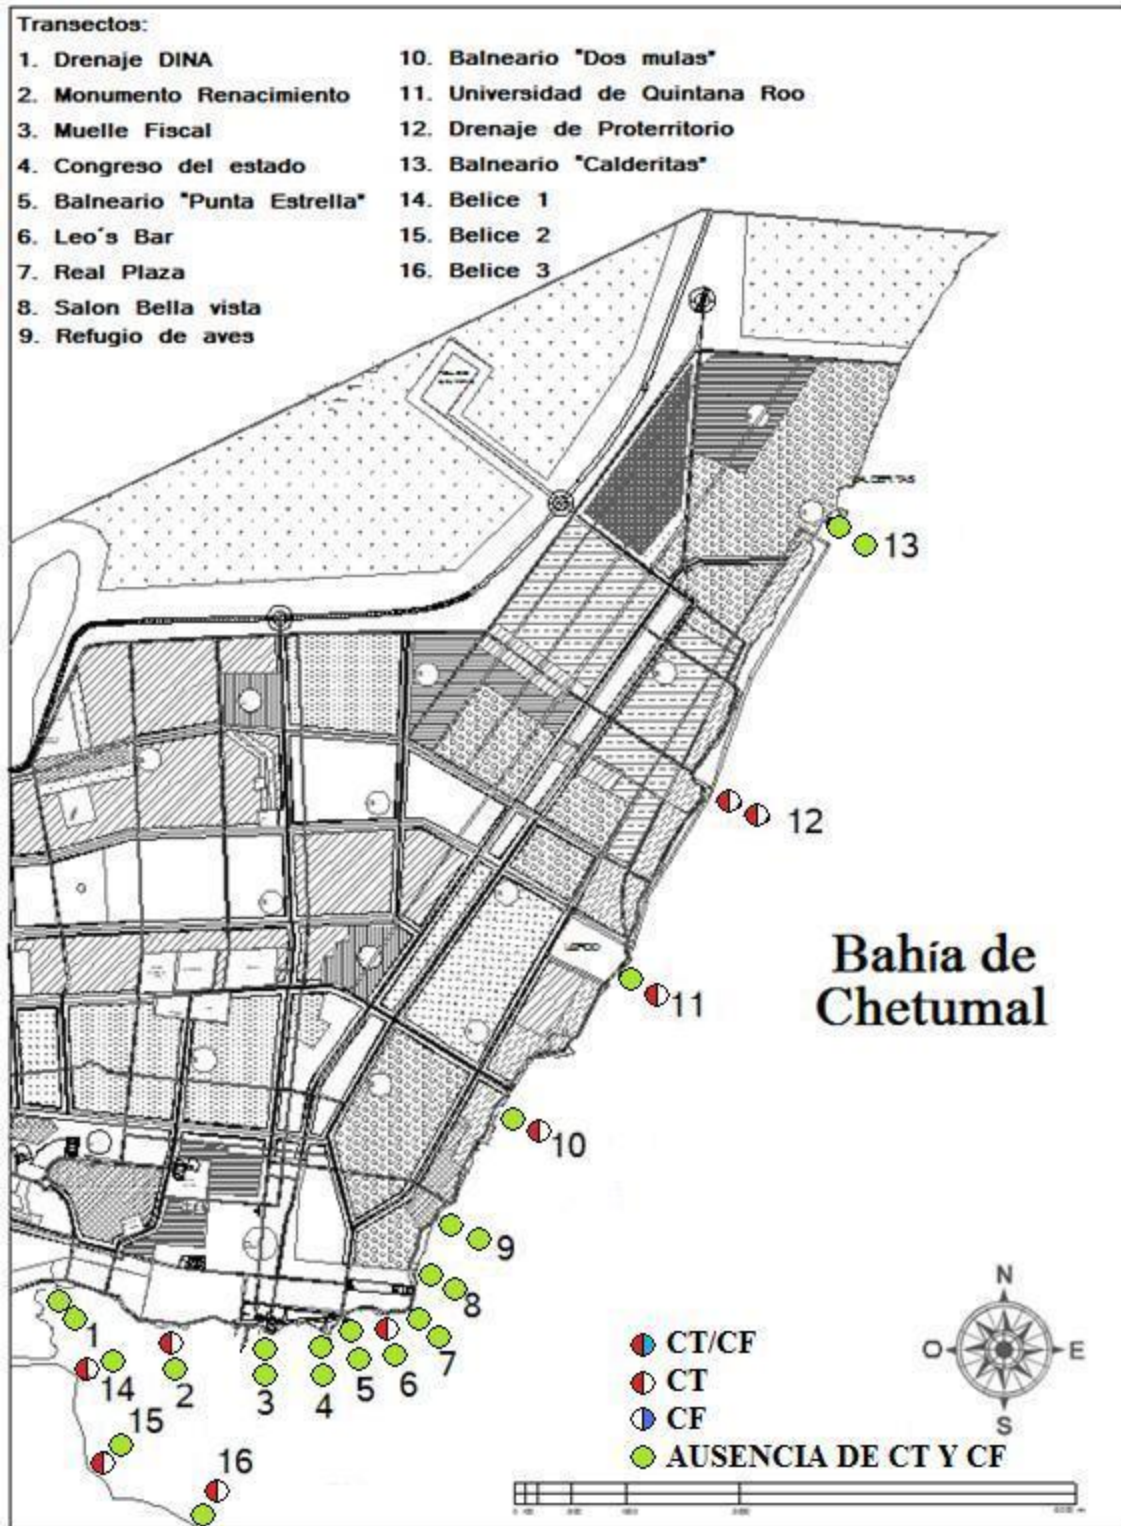 Transectos:
1. Drenaje DINA
2. Monumento Renacimiento
3. Muelle Fiscal
4. Congreso del estado
5. Balneario "Punta Estrella"
6. Leo´s Bar
7. Real Plaza
8. Salon Bella vista
9. Refugio de aves
10. Balneario "Dos mulas"
11. Universidad de Quintana Roo
12. Drenaje de Proterritorio
13. Balneario "Calderitas"
14. Belice 1
15. Belice 2
16. Belice 3
13
12
Bahía de
Chetumal
11
10
9
8
7
1
14
2
3
4
5
6
15
16
N
O
E
S
CT/CF
CT
CF
AUSENCIA DE CT Y CF